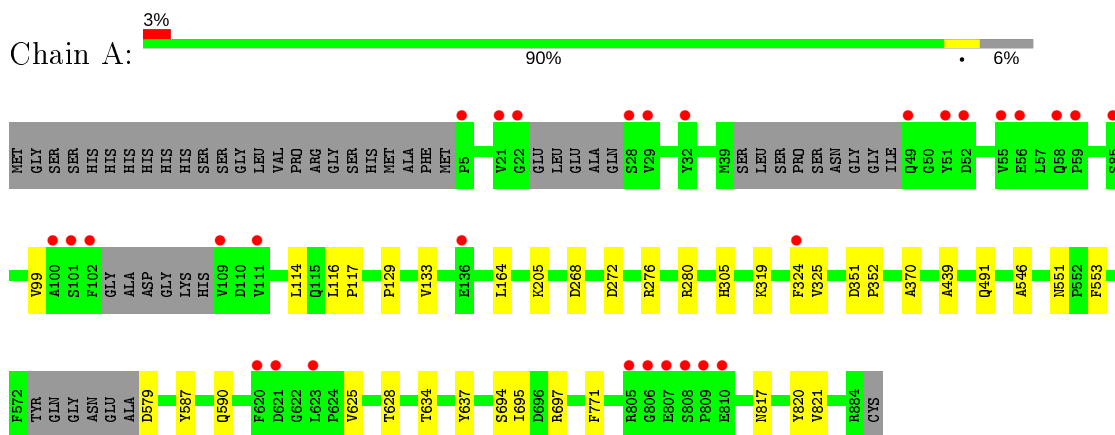 3%
Chain A:
90%
•
6%
MET GLY SER SER HIS HIS HIS HIS HIS HIS SER SER GLY LEU VAL PRO ARG GLY SER HIS MET ALA PHE MET P5 V21 G22 GLU LEU GLU ALA GLN S28 V29 Y32 M39 SER LEU SER PRO SER ASN GLY GLY ILE Q49 G50 Y51 D52 V55 E56 L57 Q58 P59 S85
V99 A100 S101 F102 GLY ALA ASP GLY LYS HIS V109 D110 V111 L114 Q115 L116 P117 P129 V133 E136 L164 K205 D268 D272 R276 R280 H305 K319 F324 V325 D351 P352 A370 A439 Q491 A546 N551 P552 F553
F572 TYR GLN GLY ASN GLU ALA D579 Y587 Q590 F620 D621 G622 L623 P624 V625 T628 T634 Y637 S694 I695 D696 R697 F771 R805 G806 E807 S808 P809 E810 N817 Y820 V821 R884 CYS